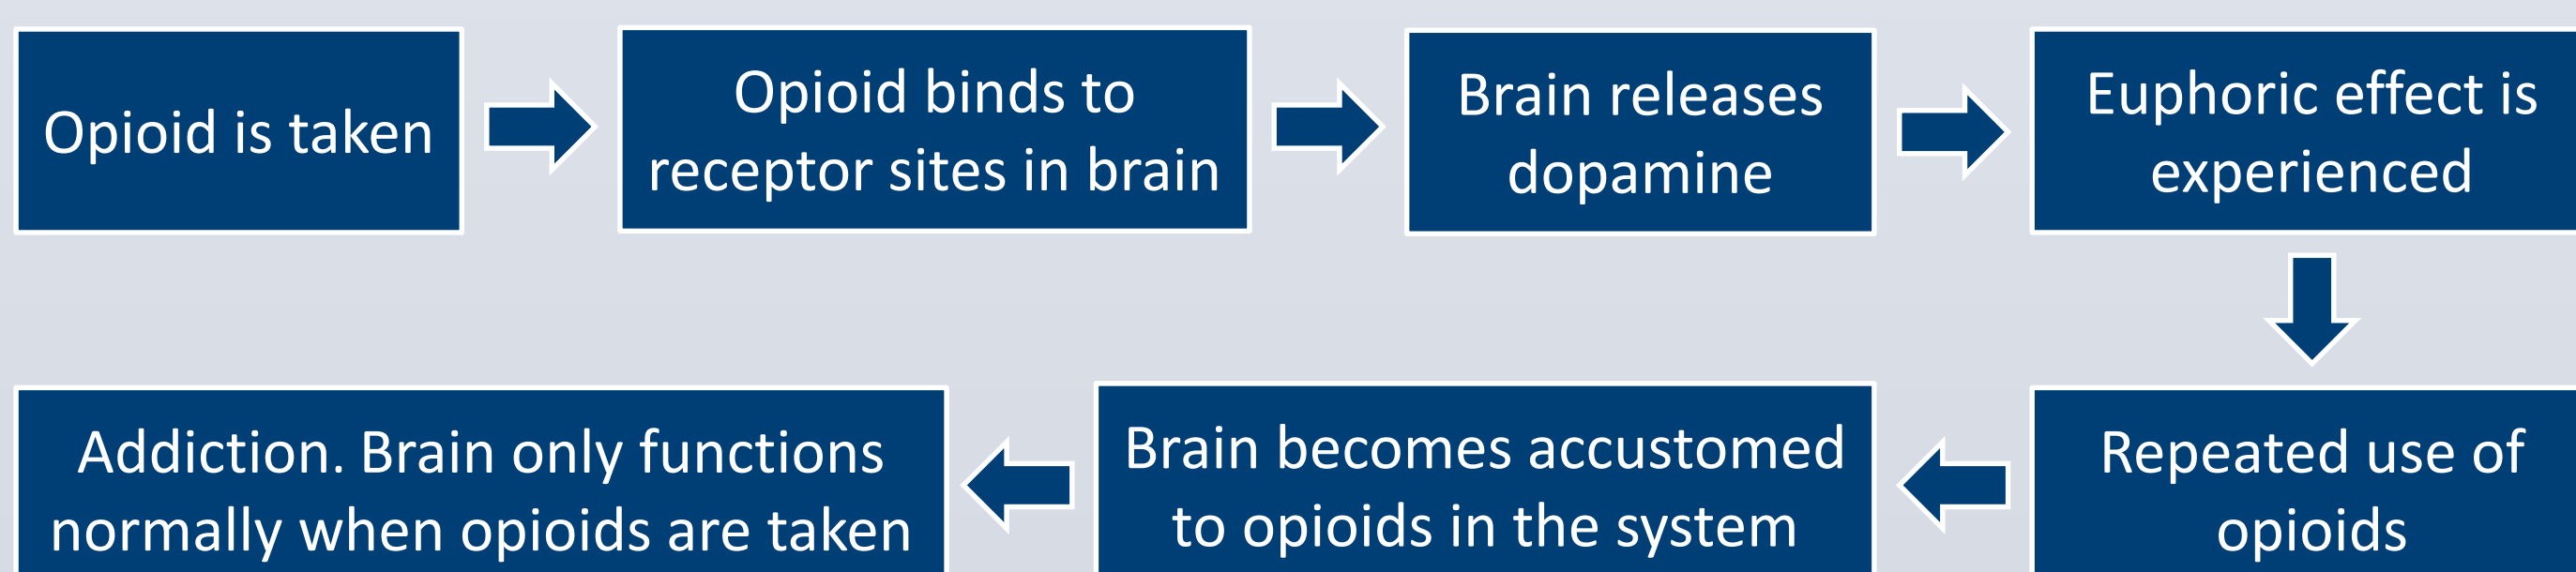 Opioid is taken
Opioid binds to
receptor sites in brain
Brain releases
dopamine
Euphoric effect is
experienced
Repeated use of
opioids
Brain becomes accustomed
to opioids in the system
Addiction. Brain only functions
normally when opioids are taken